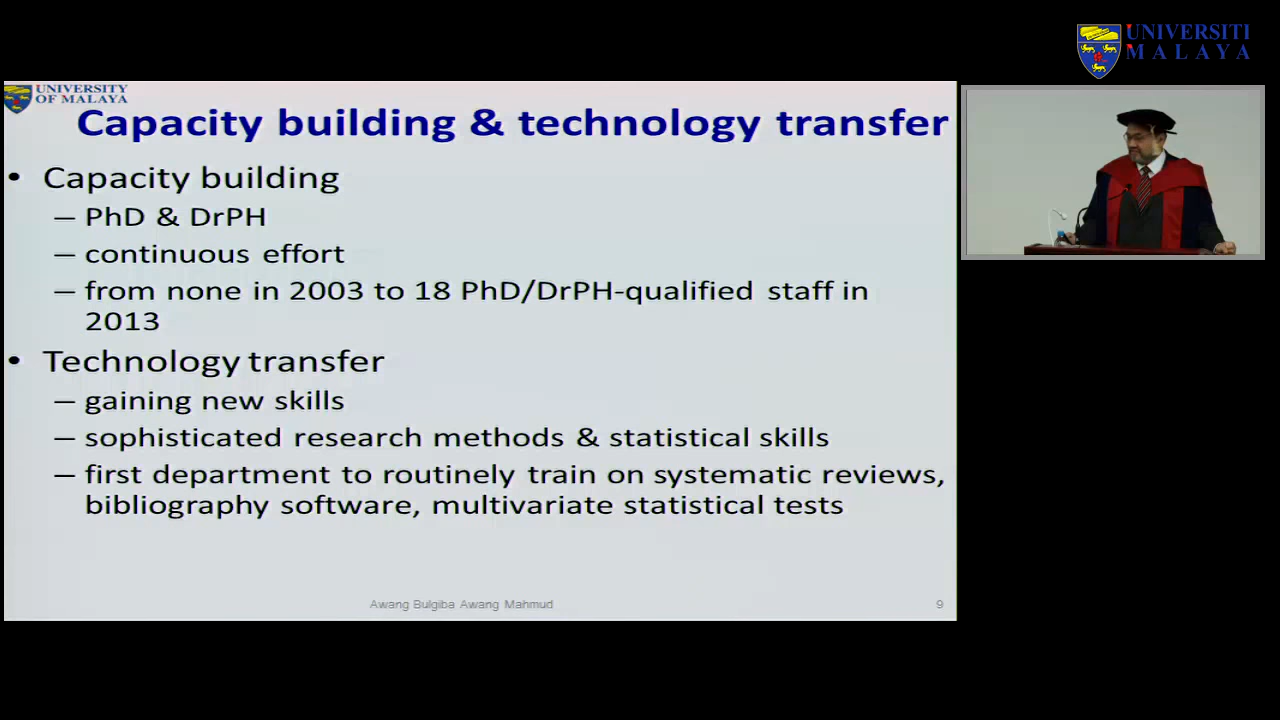 UNIVERSITI
MALAYA
UNIVERSITY
OF MALAYA
Capacity building & technology transfer
• Capacity building
– PhD & DrPH
– continuous effort
– from none in 2003 to 18 PhD/DrPH-qualified staff in
2013
• Technology transfer
– gaining new skills
– sophisticated research methods & statistical skills
– first department to routinely train on systematic reviews,
bibliography software, multivariate statistical tests
Awang Bulgiba Awang Mahmud
9